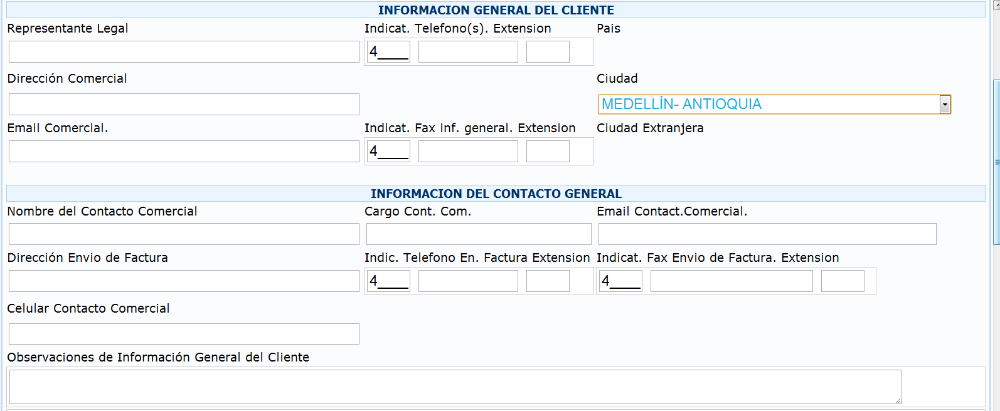 INFORMACION GENERAL DEL CLIENTE
Representante Legal
Indicat. Telefono(s). Extension
Pais
4____
Dirección Comercial
Ciudad
MEDELLÍN- ANTIOQUIA
Email Comercial.
Indicat. Fax inf. general. Extension
Ciudad Extranjera
4____
INFORMACION DEL CONTACTO GENERAL
Nombre del Contacto Comercial
Cargo Cont. Com.
Email Contact.Comercial.
Dirección Envio de Factura
Indic. Telefono En. Factura Extension
Indicat. Fax Envio de Factura. Extension
4____
4____
Celular Contacto Comercial
Observaciones de Información General del Cliente